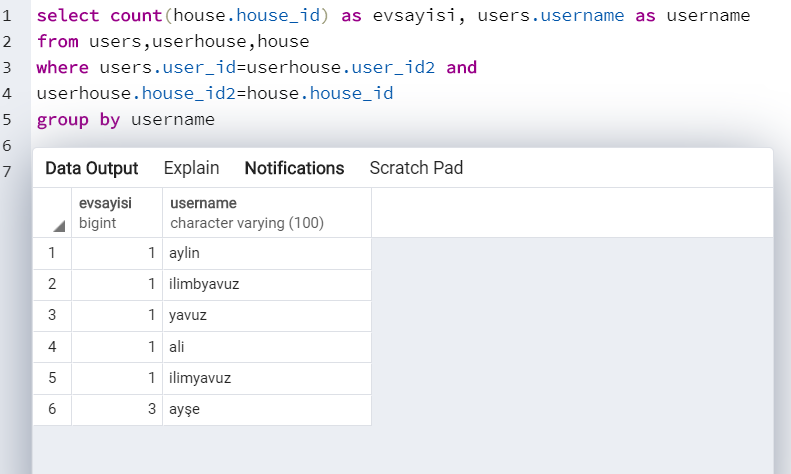 1 select count(house.house_id) as evsayisi, users.username as username
2 from users,userhouse,house
3 where users.user_id=userhouse.user_id2 and
4 userhouse.house_id2=house.house_id
5 group by username
6
7
Data Output Explain Notifications Scratch Pad
evsayisi username
bigint character varying (100)
1 1 aylin
2 1 ilimbyavuz
3 1 yavuz
4 1 ali
5 1 ilimyavuz
6 3 ayşe